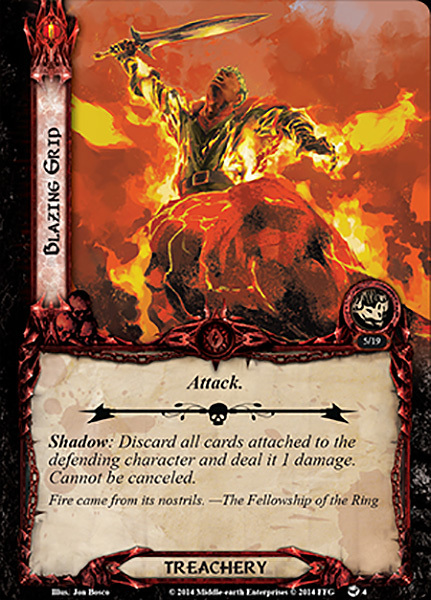 Blazing Grip
5/19
Attack.
Shadow: Discard all cards attached to the
defending character and deal it 1 damage.
Cannot be canceled.
Fire came from its nostrils. —The Fellowship of the Ring
TREACHERY
Illus. Jon Bosco © 2014 Middle-earth Enterprises © 2014 FFG 4